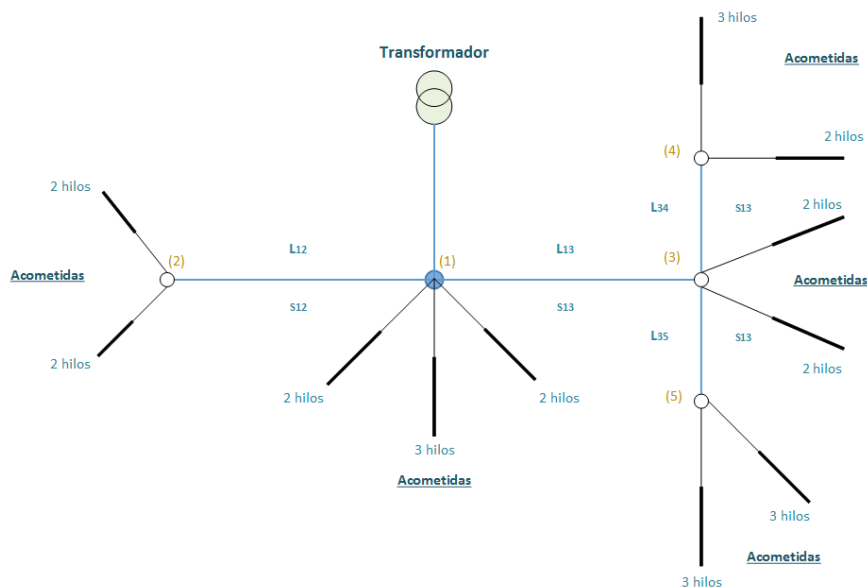 3 hilos
Transformador
Acometidas
2 hilos
(4)
2 hilos
2 hilos
L34
S13
(2)
L12
(1)
L13
(3)
Acometidas
Acometidas
S12
S13
L35
S13
2 hilos
2 hilos
2 hilos
2 hilos
(5)
3 hilos
Acometidas
3 hilos
Acometidas
3 hilos